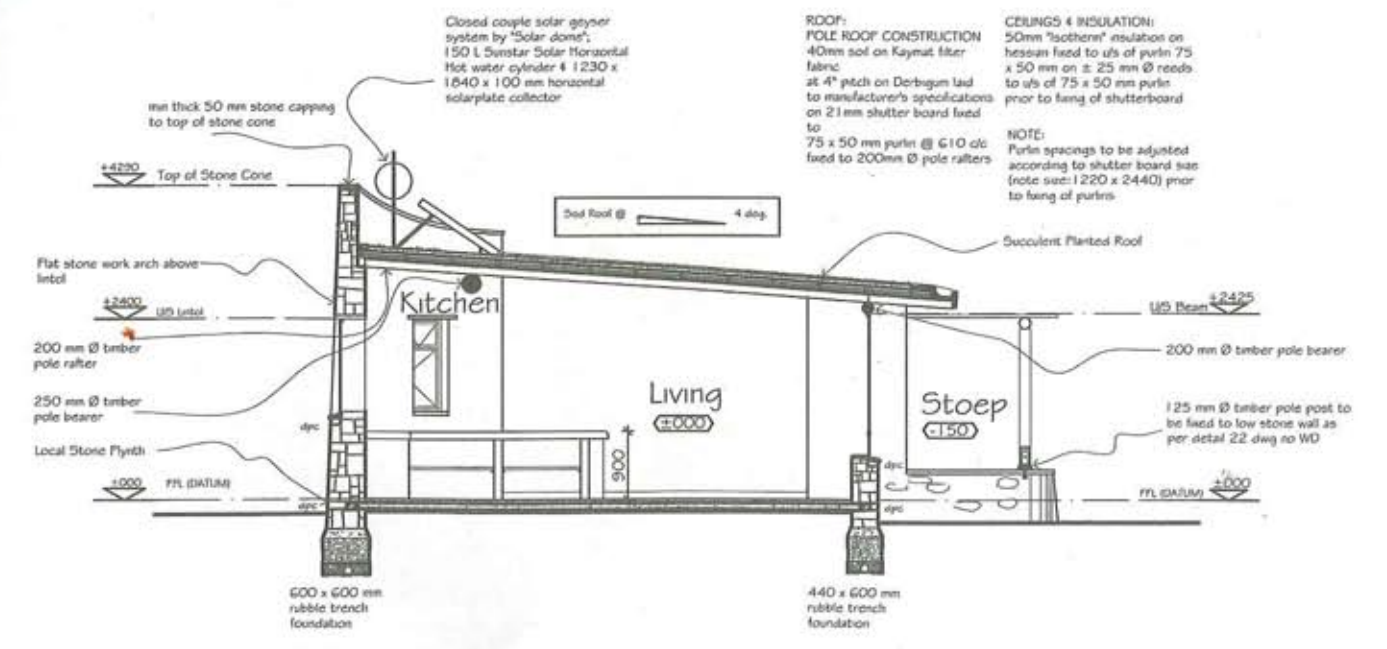 Closed couple solar geyser
system by "Solar dome";
150 L Sunstar Solar Horizontal
Hot water cylinder & 1230 x
1840 x 100 mm horizontal
solarplate collector
ROOF:
POLE ROOF CONSTRUCTION
40mm soil on Kaymat filter
fabric
at 4° pitch on Derbigum laid
to manufacturer's specifications
on 21mm shutter board fixed
to
75 x 50 mm purlin @ 610 c/c
fixed to 200mm Ø pole rafters
CEILINGS & INSULATION:
50mm "Isotherm" insulation on
hessian fixed to u/s of purlin 75
x 50 mm on ± 25 mm Ø reeds
to u/s of 75 x 50 mm purlin
prior to fixing of shutterboard
NOTE:
Purlin spacings to be adjusted
according to shutter board size
(note size:1220 x 2440) prior
to fixing of purlins
min thick 50 mm stone capping
to top of stone cone
+4290
Top of Stone Cone
Sod Roof @
4 deg.
Succulent Planted Roof
Flat stone work arch above
lintol
+2400
U/S Lintol
Kitchen
U/S Beam
+2425
200 mm Ø timber
pole rafter
200 mm Ø timber pole bearer
250 mm Ø timber
pole bearer
Living
±000
Stoep
-150
125 mm Ø timber pole post to
be fixed to low stone wall as
per detail 22 dwg no WD
dpc
Local Stone Plynth
900
dpc
±000
FFL (DATUM)
FFL (DATUM)
±000
dpc
dpc
600 x 600 mm
rubble trench
foundation
440 x 600 mm
rubble trench
foundation